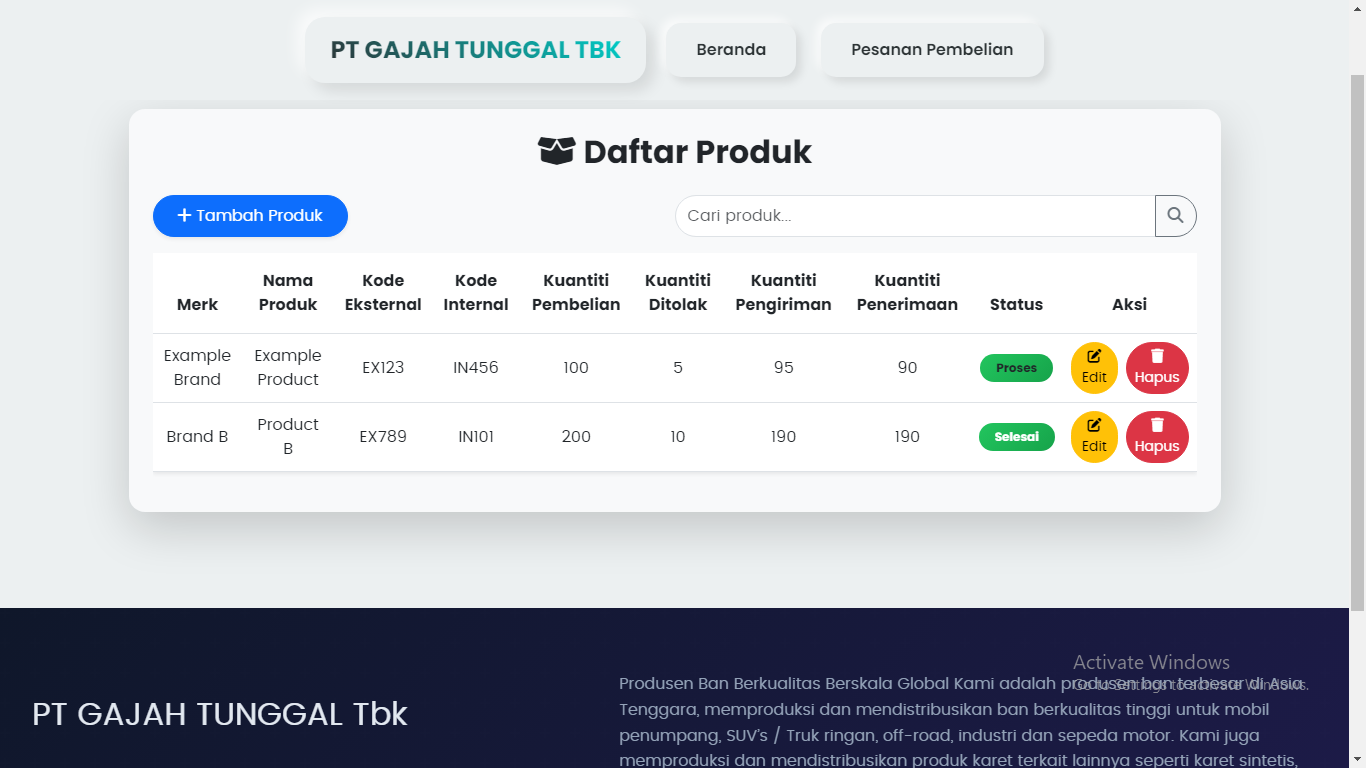 PT GAJAH TUNGGAL TBK
Beranda
Pesanan Pembelian
Daftar Produk
Tambah Produk
Cari produk...
Merk
Nama Produk
Kode Eksternal
Kode Internal
Kuantiti Pembelian
Kuantiti Ditolak
Kuantiti Pengiriman
Kuantiti Penerimaan
Status
Aksi
Example Brand
Example Product
EX123
IN456
100
5
95
90
Proses
Edit
Hapus
Brand B
Product B
EX789
IN101
200
10
190
190
Selesai
Edit
Hapus
PT GAJAH TUNGGAL Tbk
Produsen Ban Berkualitas Berskala Global Kami adalah produsen ban terbesar di Asia
Tenggara, memproduksi dan mendistribusikan ban berkualitas tinggi untuk mobil
penumpang, SUV's / Truk ringan, off-road, industri dan sepeda motor. Kami juga
memproduksi dan mendistribusikan produk karet terkait lainnya seperti karet sintetis,
Activate Windows
Go to Settings to activate Windows.